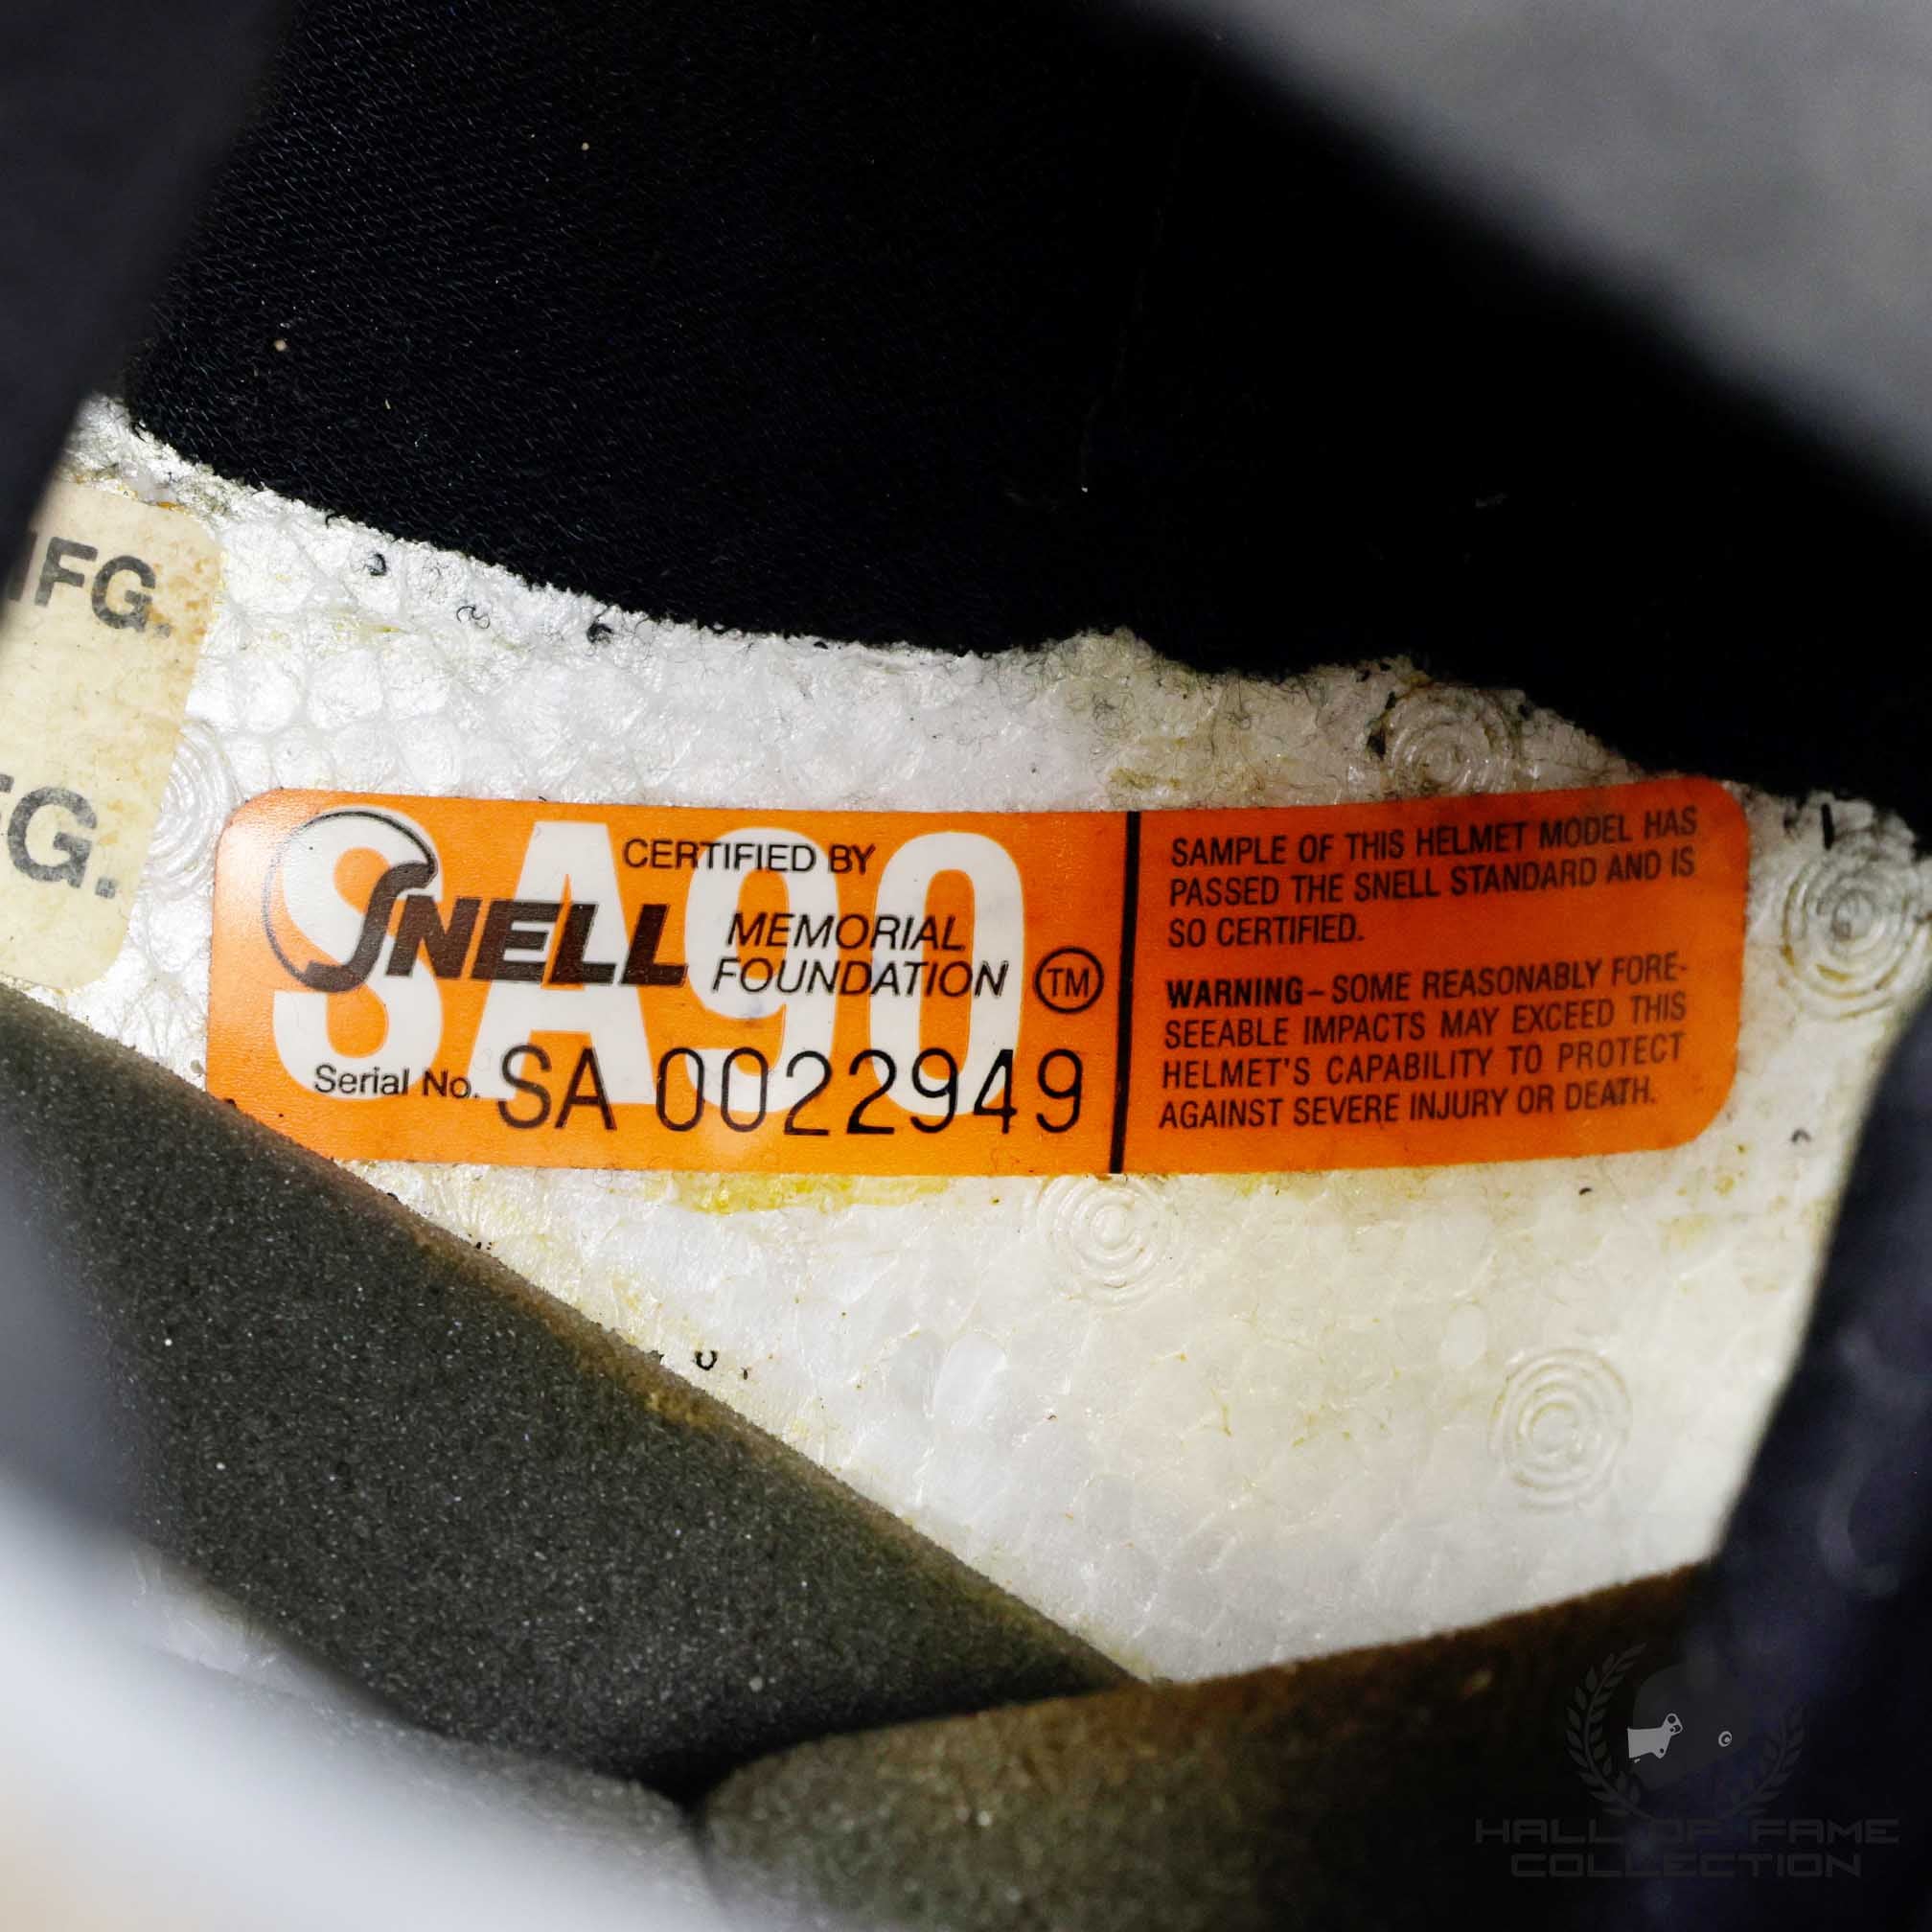 FG.
FG.
SA90
CERTIFIED BY
SNELL MEMORIAL
FOUNDATION TM
Serial No. SA 0022949
SAMPLE OF THIS HELMET MODEL HAS
PASSED THE SNELL STANDARD AND IS
SO CERTIFIED.
WARNING–SOME REASONABLY FORE-
SEEABLE IMPACTS MAY EXCEED THIS
HELMET'S CAPABILITY TO PROTECT
AGAINST SEVERE INJURY OR DEATH.
HALL OF FAME
COLLECTION